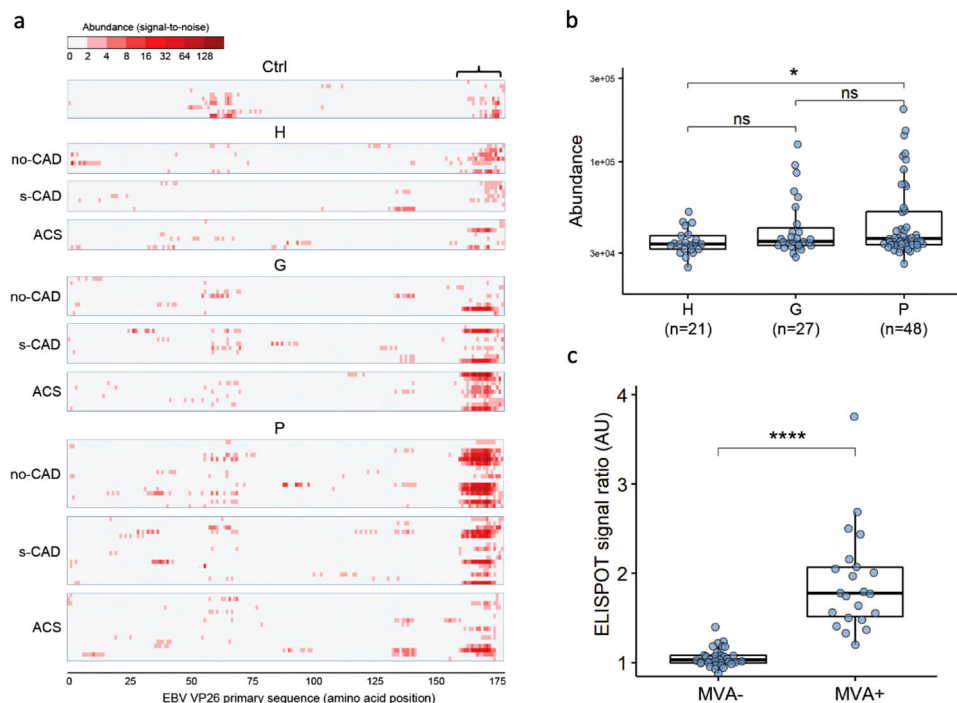 a
Abundance (signal-to-noise)
0 2 4 8 16 32 64 128
Ctrl
H
no-CAD
s-CAD
ACS
G
no-CAD
s-CAD
ACS
P
no-CAD
s-CAD
ACS
0 25 50 75 100 125 150 175
EBV VP26 primary sequence (amino acid position)
b
Abundance
3e+05
1e+05
3e+04
*
ns
ns
H G P
(n=21) (n=27) (n=48)
c
ELISPOT signal ratio (AU)
4
3
2
1
****
MVA- MVA+